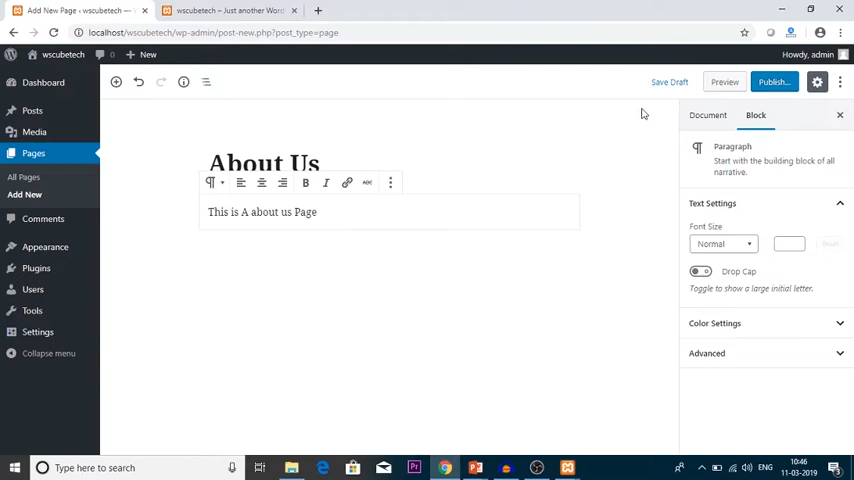 Add New Page ‹ wscubetech — 
wscubetech – Just another Word
localhost/wscubetech/wp-admin/post-new.php?post_type=page
wscubetech
0
New
Howdy, admin
Dashboard
Posts
Media
Pages
All Pages
Add New
Comments
Appearance
Plugins
Users
Tools
Settings
Collapse menu
Save Draft
Preview
Publish...
About Us
B I ABC
This is A about us Page
Document
Block
Paragraph
Start with the building block of all
narrative.
Text Settings
Font Size
Normal
Reset
Drop Cap
Toggle to show a large initial letter.
Color Settings
Advanced
Type here to search
Pr
ENG
10:46
11-03-2019
3